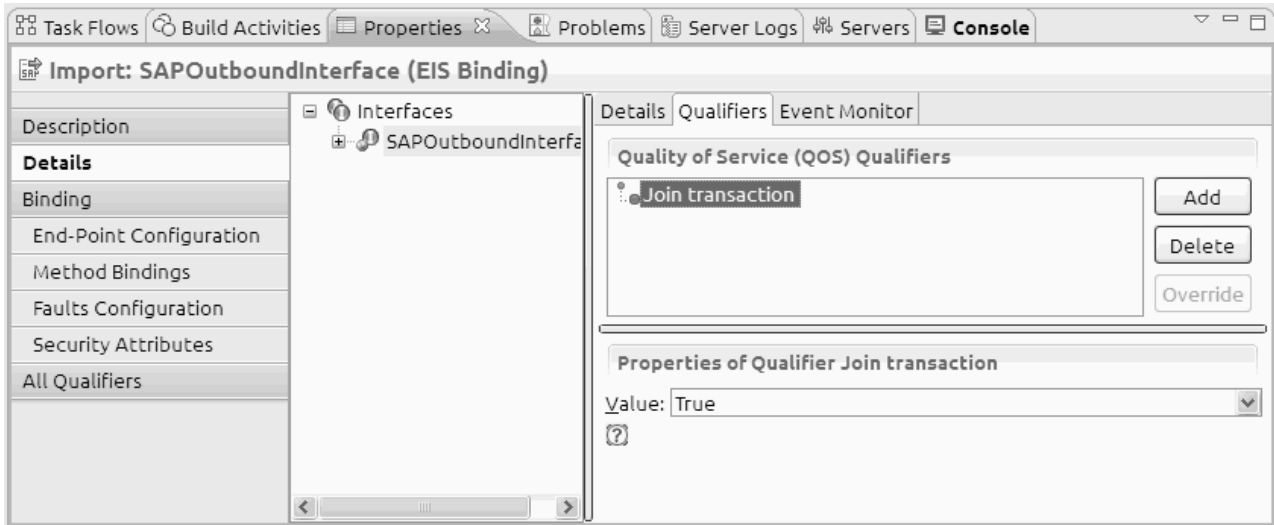 Task Flows Build Activities Properties Problems Server Logs Servers Console
Import: SAPOutboundInterface (EIS Binding)
Description
Details
Binding
End-Point Configuration
Method Bindings
Faults Configuration
Security Attributes
All Qualifiers
Interfaces
SAPOutboundInterfa
Details Qualifiers Event Monitor
Quality of Service (QOS) Qualifiers
Join transaction
Add
Delete
Override
Properties of Qualifier Join transaction
Value: True
?